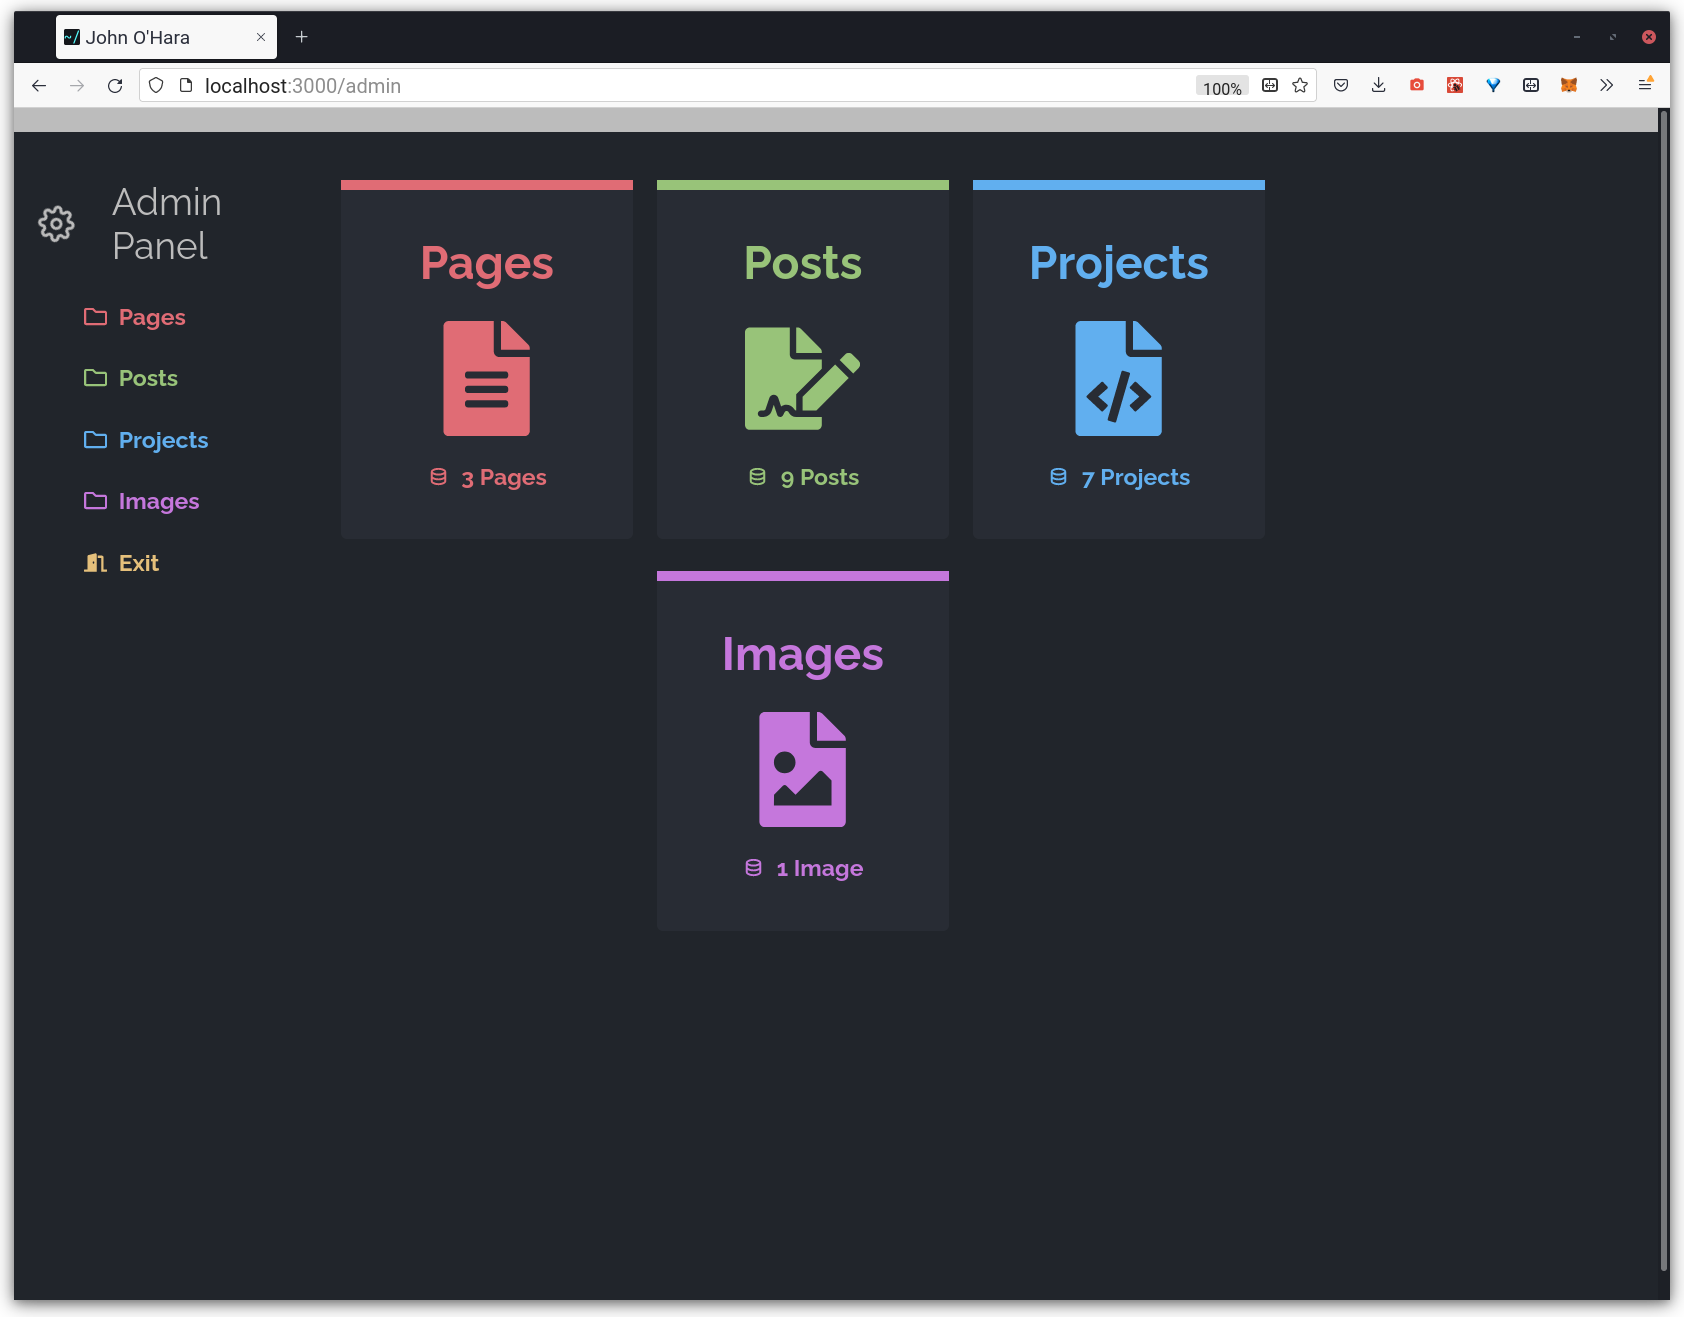 John O'Hara
localhost:3000/admin
100%
Admin
Panel
Pages
Posts
Projects
Images
Exit
Pages
3 Pages
Posts
9 Posts
Projects
7 Projects
Images
1 Image